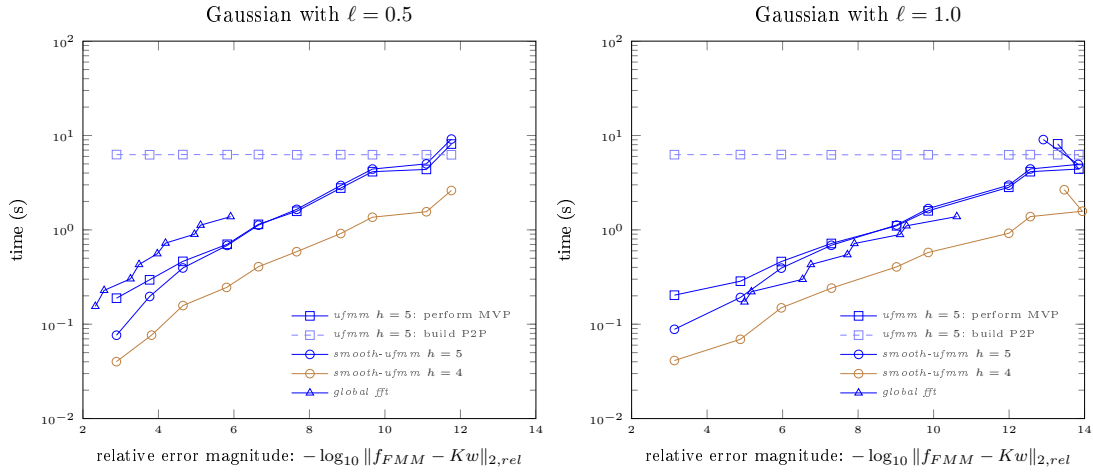 Gaussian with ℓ = 0.5
10²
10¹
10⁰
10⁻¹
10⁻²
time (s)
2 4 6 8 10 12 14
relative error magnitude: − log₁₀ ‖f_FMM − Kw‖₂,rel
ufmm h = 5: perform MVP
ufmm h = 5: build P2P
smooth-ufmm h = 5
smooth-ufmm h = 4
global fft
Gaussian with ℓ = 1.0
10²
10¹
10⁰
10⁻¹
10⁻²
time (s)
2 4 6 8 10 12 14
relative error magnitude: − log₁₀ ‖f_FMM − Kw‖₂,rel
ufmm h = 5: perform MVP
ufmm h = 5: build P2P
smooth-ufmm h = 5
smooth-ufmm h = 4
global fft